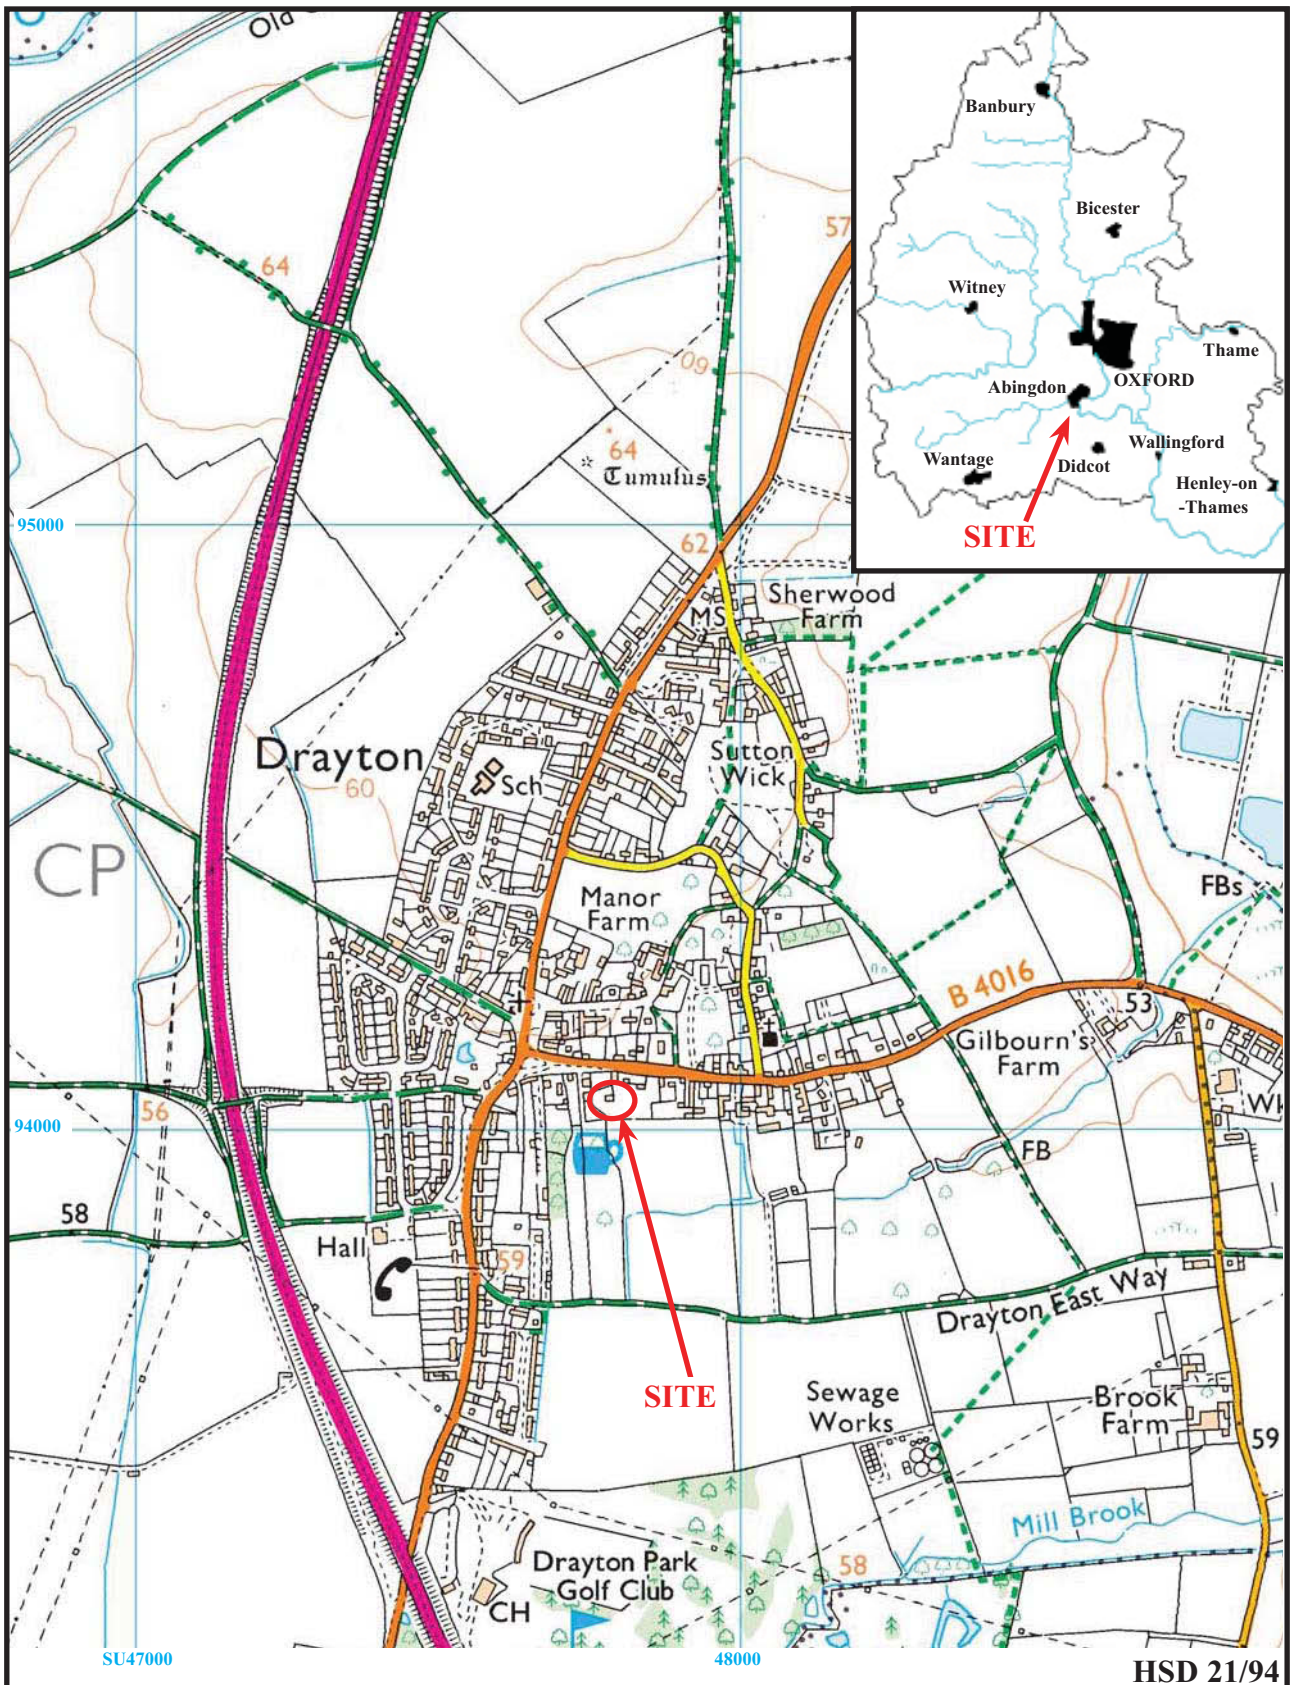 Old
Banbury
Bicester
Witney
Thame
OXFORD
Abingdon
Wallingford
Wantage
Didcot
Henley-on
-Thames
SITE
57
64
60
64
Tumulus
95000
62
MS
Sherwood
Farm
Drayton
60
Sch
Sutton
Wick
CP
Manor
Farm
FBs
B 4016
53
Gilbourn's
Farm
Wk
56
94000
FB
58
Hall
59
Drayton East Way
SITE
Sewage
Works
Brook
Farm
59
Mill Brook
Drayton Park
Golf Club
58
CH
SU47000
48000
HSD 21/94